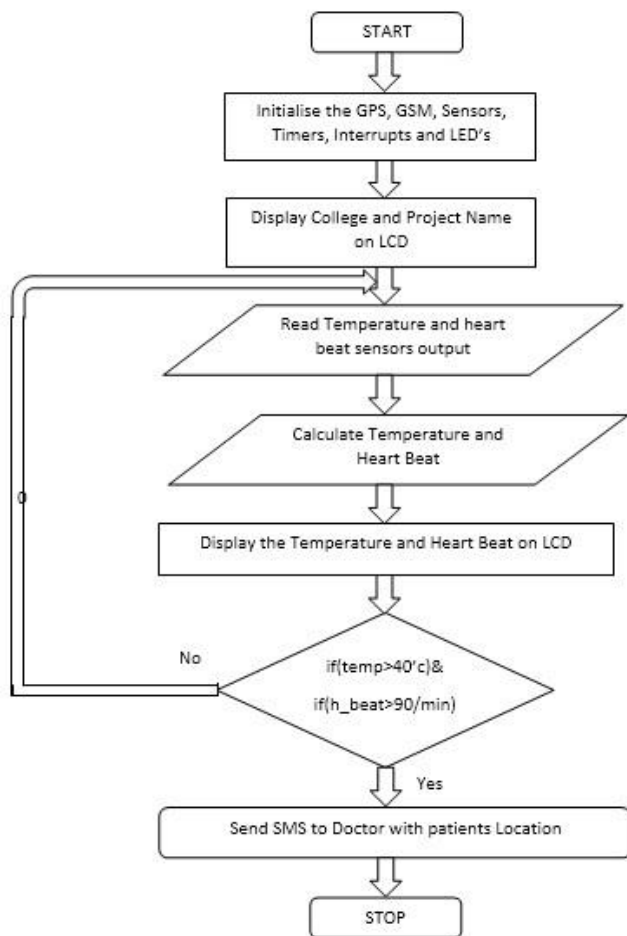 START
Initialise the GPS, GSM, Sensors,
Timers, Interrupts and LED's
Display College and Project Name
on LCD
Read Temperature and heart
beat sensors output
Calculate Temperature and
Heart Beat
0
Display the Temperature and Heart Beat on LCD
No
if(temp>40'c)&
if(h_beat>90/min)
Yes
Send SMS to Doctor with patients Location
STOP